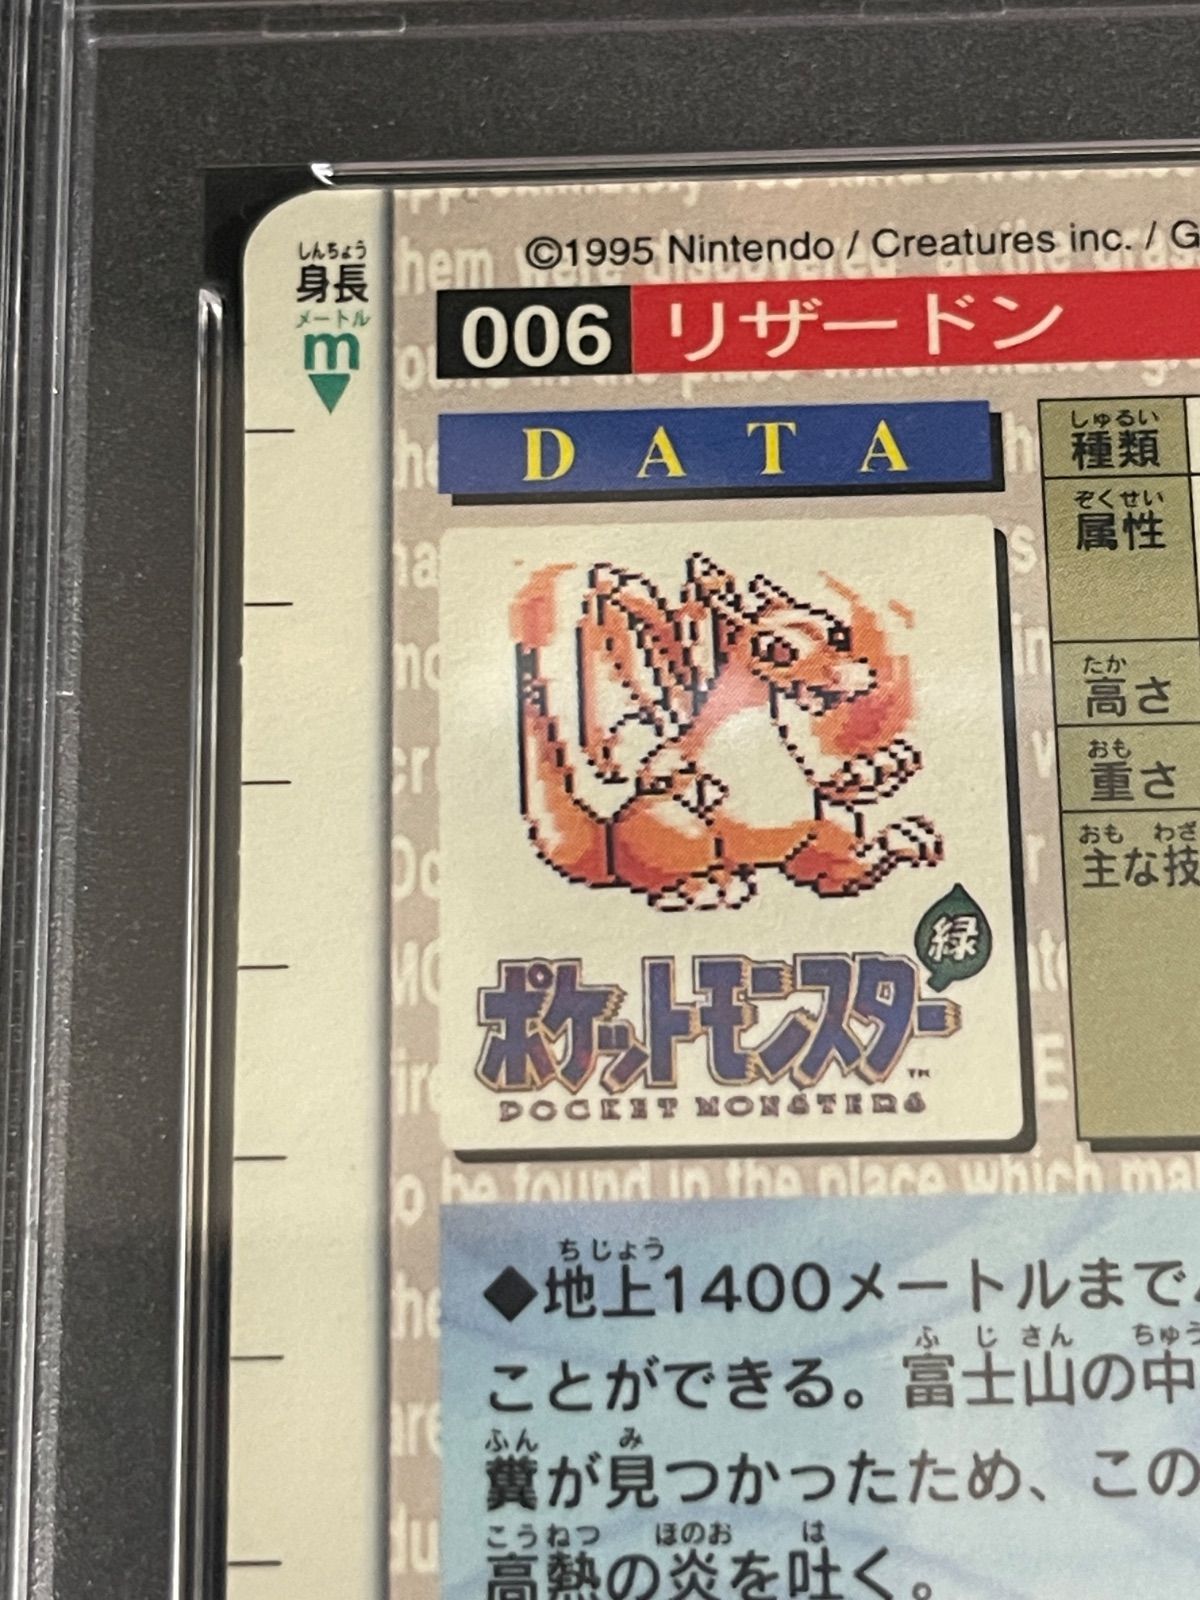 しんちょう
身長
メートル
m
©1995 Nintendo / Creatures inc. / G
006 リザードン
DATA
しゅるい
種類
ぞくせい
属性
たか
高さ
おも
重さ
おも わざ
主な技
緑
ポケットモンスター
TM
POCKET MONSTERS
to be found in the place which ma
ちじょう
◆地上1400メートルまで
ふじさん ちゅう
ことができる。富士山の中
ふん み
糞が見つかったため、この
こうねつ ほのお は
高熱の炎を吐く。